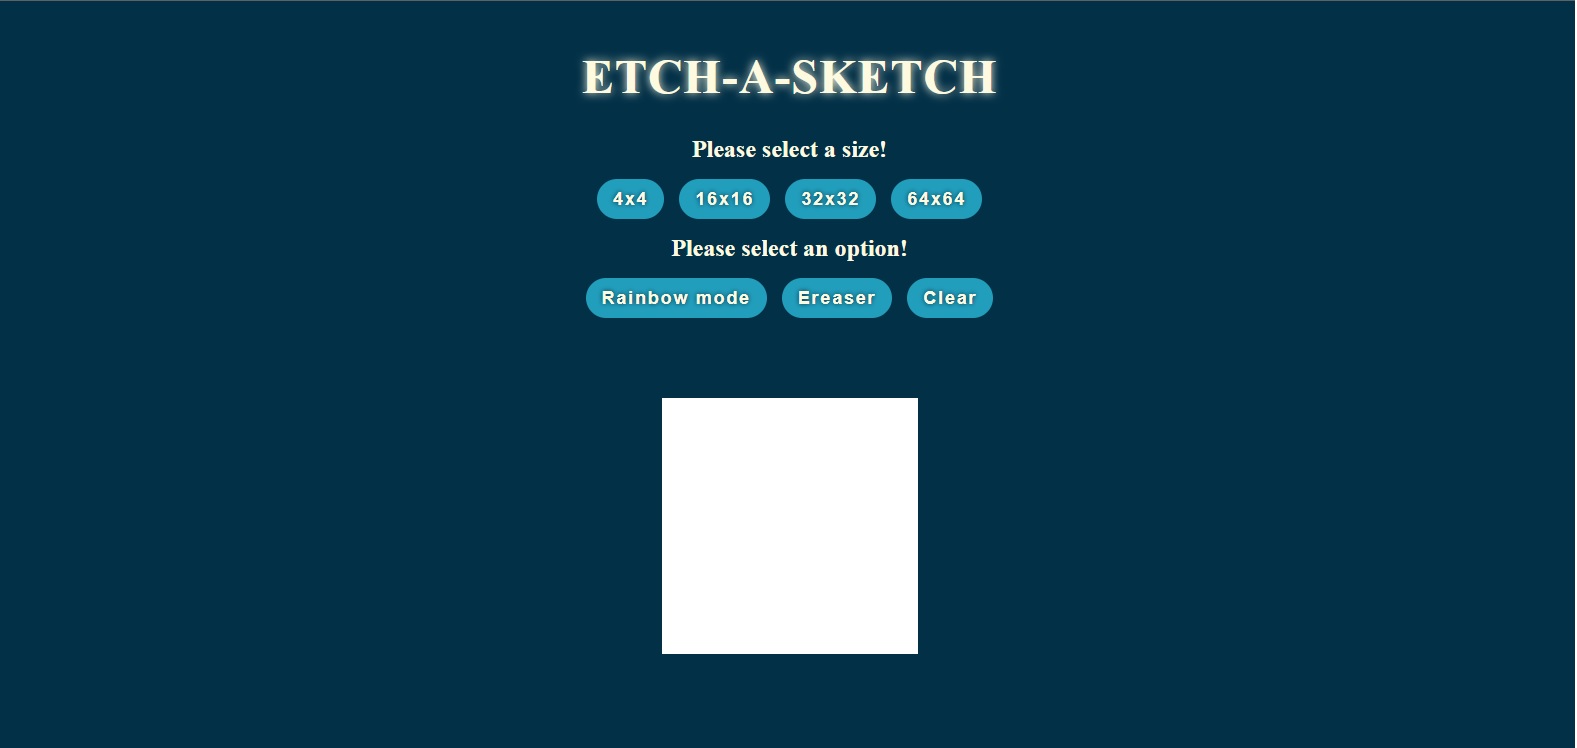 ETCH-A-SKETCH
Please select a size!
4x4 16x16 32x32 64x64
Please select an option!
Rainbow mode Ereaser Clear